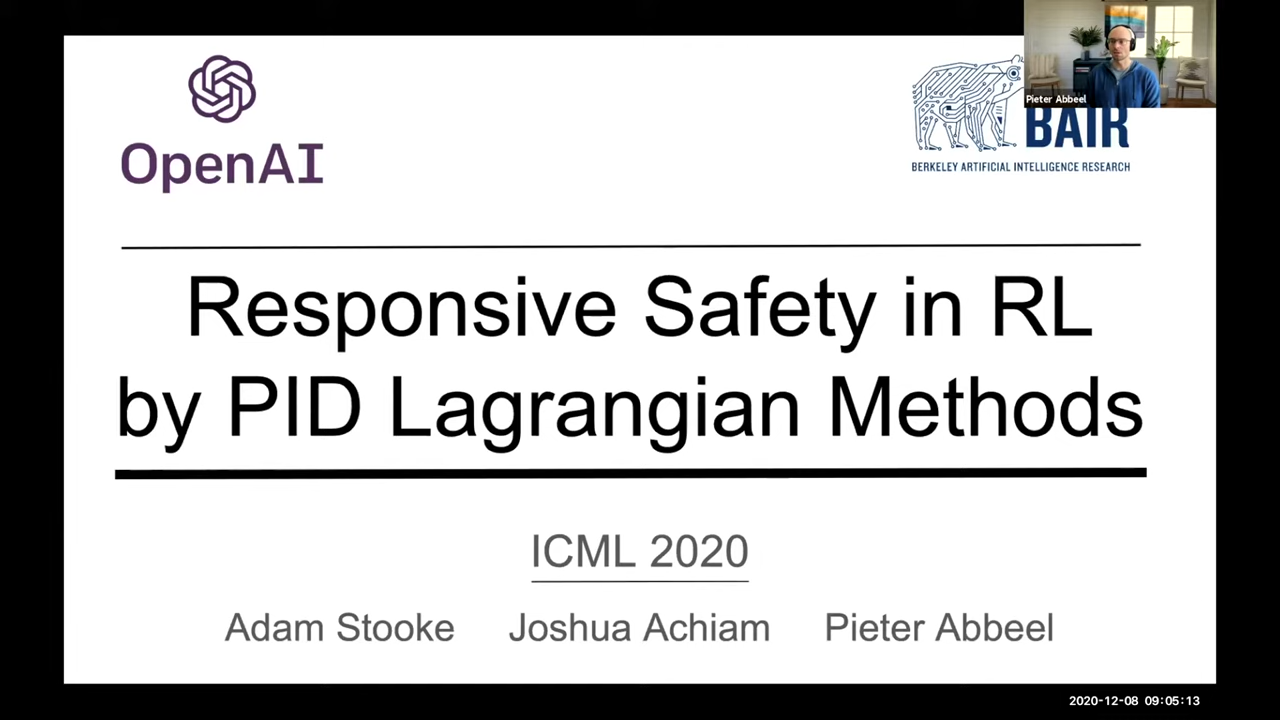 OpenAI
Pieter Abbeel
BAIR
BERKELEY ARTIFICIAL INTELLIGENCE RESEARCH
Responsive Safety in RL
by PID Lagrangian Methods
ICML 2020
Adam Stooke Joshua Achiam Pieter Abbeel
2020-12-08 09:05:13